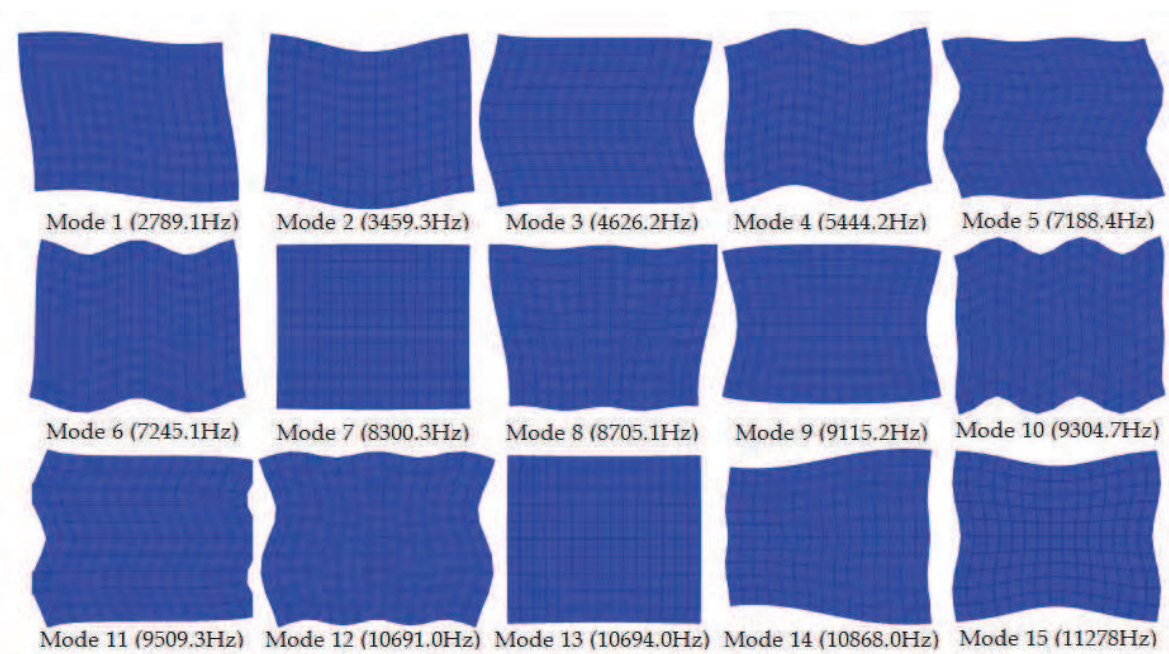 Mode 1 (2789.1Hz) Mode 2 (3459.3Hz) Mode 3 (4626.2Hz) Mode 4 (5444.2Hz) Mode 5 (7188.4Hz)
Mode 6 (7245.1Hz) Mode 7 (8300.3Hz) Mode 8 (8705.1Hz) Mode 9 (9115.2Hz) Mode 10 (9304.7Hz)
Mode 11 (9509.3Hz) Mode 12 (10691.0Hz) Mode 13 (10694.0Hz) Mode 14 (10868.0Hz) Mode 15 (11278Hz)